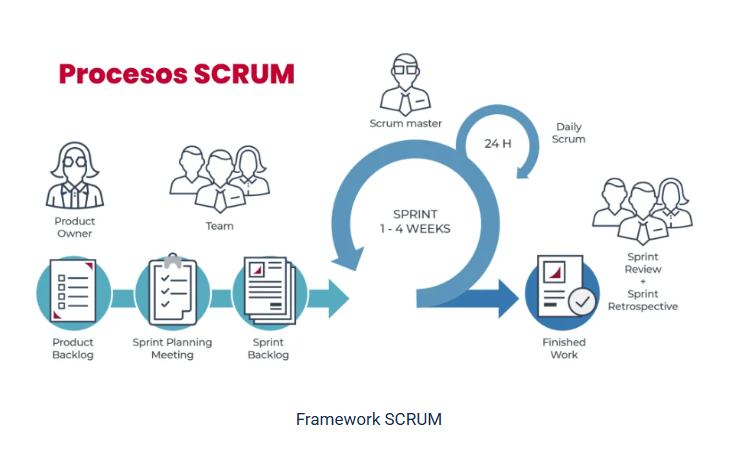 Procesos SCRUM
Scrum master
24 H
Daily
Scrum
Product
Owner
Team
SPRINT
1 - 4 WEEKS
Sprint
Review
+
Sprint
Retrospective
Product
Backlog
Sprint Planning
Meeting
Sprint
Backlog
Finished
Work
Framework SCRUM